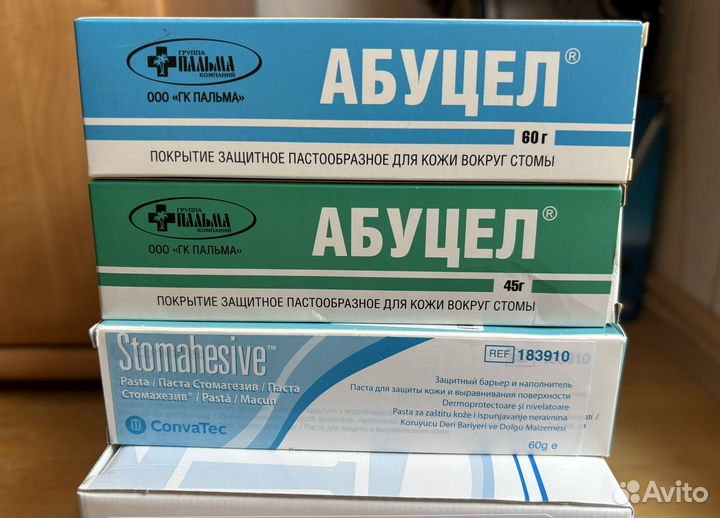 ГРУППА
ПАЛЬМА
КОМПАНИЙ
ООО «ГК ПАЛЬМА»
АБУЦЕЛ®
60 г
ПОКРЫТИЕ ЗАЩИТНОЕ ПАСТООБРАЗНОЕ ДЛЯ КОЖИ ВОКРУГ СТОМЫ
ГРУППА
ПАЛЬМА
КОМПАНИЙ
ООО «ГК ПАЛЬМА»
АБУЦЕЛ®
45г
ПОКРЫТИЕ ЗАЩИТНОЕ ПАСТООБРАЗНОЕ ДЛЯ КОЖИ ВОКРУГ СТОМЫ
Stomahesive™
Pasta / Паста Стомагезив / Паста
Стомахезив® / Pastă / Macun
ConvaTec
REF 183910
Защитный барьер и наполнитель
Паста для защиты кожи и выравнивания поверхности
Dermoprotectoare şi nivelatoare
Pasta za zaštitu kože i ispunjavanje neravnina
Koruyucu Deri Bariyeri ve Dolgu Malzemesi
60g e
Avito